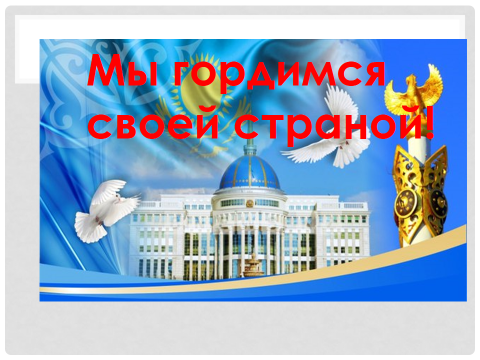 Мы гордимся
своей страной!